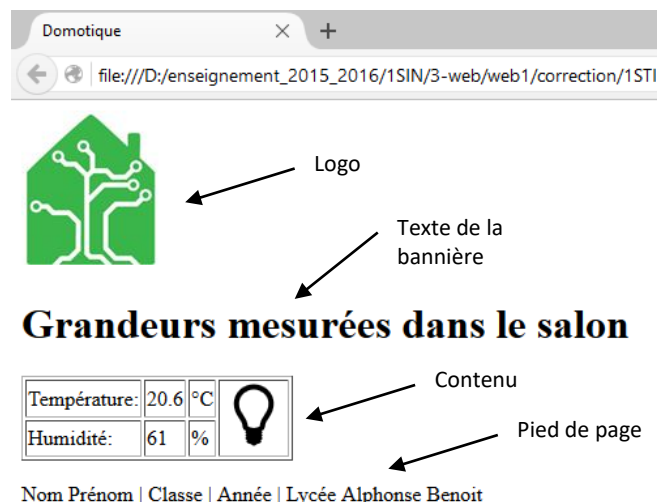 Domotique
file:///D:/enseignement_2015_2016/1SIN/3-web/web1/correction/1STI
Logo
Texte de la
bannière
Grandeurs mesurées dans le salon
Température: 20.6 °C
Humidité: 61 %
Contenu
Pied de page
Nom Prénom | Classe | Année | Lycée Alphonse Benoit